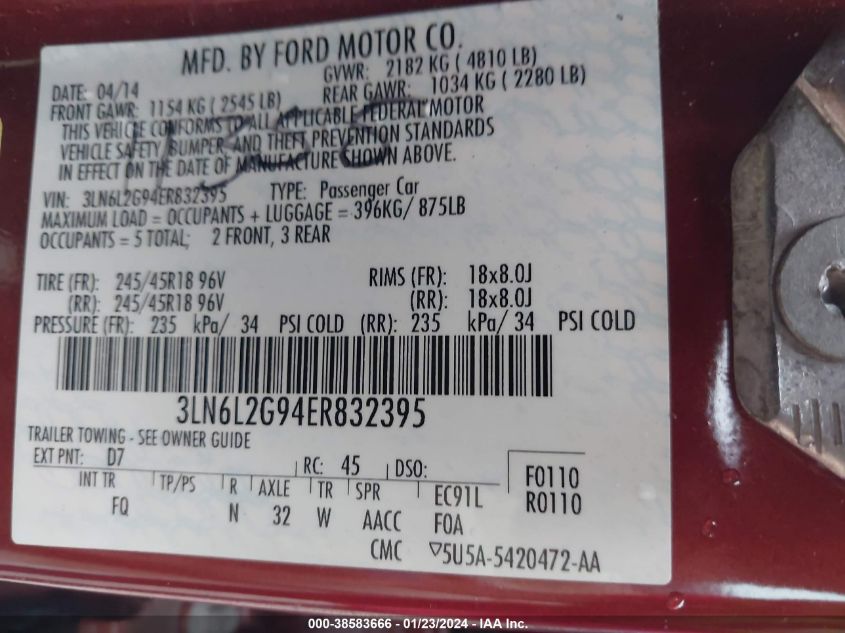 MFD. BY FORD MOTOR CO.
DATE: 04/14
GVWR: 2182 KG ( 4810 LB)
FRONT GAWR: 1154 KG ( 2545 LB)
REAR GAWR: 1034 KG ( 2280 LB)
THIS VEHICLE CONFORMS TO ALL APPLICABLE FEDERAL MOTOR
VEHICLE SAFETY, BUMPER, AND THEFT PREVENTION STANDARDS
IN EFFECT ON THE DATE OF MANUFACTURE SHOWN ABOVE.
VIN: 3LN6L2G94ER832395 TYPE: Passenger Car
MAXIMUM LOAD = OCCUPANTS + LUGGAGE = 396KG/ 875LB
OCCUPANTS = 5 TOTAL; 2 FRONT, 3 REAR
TIRE (FR): 245/45R18 96V RIMS (FR): 18x8.0J
(RR): 245/45R18 96V (RR): 18x8.0J
PRESSURE (FR): 235 kPa/ 34 PSI COLD (RR): 235 kPa/ 34 PSI COLD
3LN6L2G94ER832395
TRAILER TOWING - SEE OWNER GUIDE
EXT PNT: D7 RC: 45 DSO: F0110
INT TR TP/PS R AXLE TR SPR EC91L R0110
FQ N 32 W AACC F0A
CMC ▽5U5A-5420472-AA
000-38583666 - 01/23/2024 - IAA Inc.